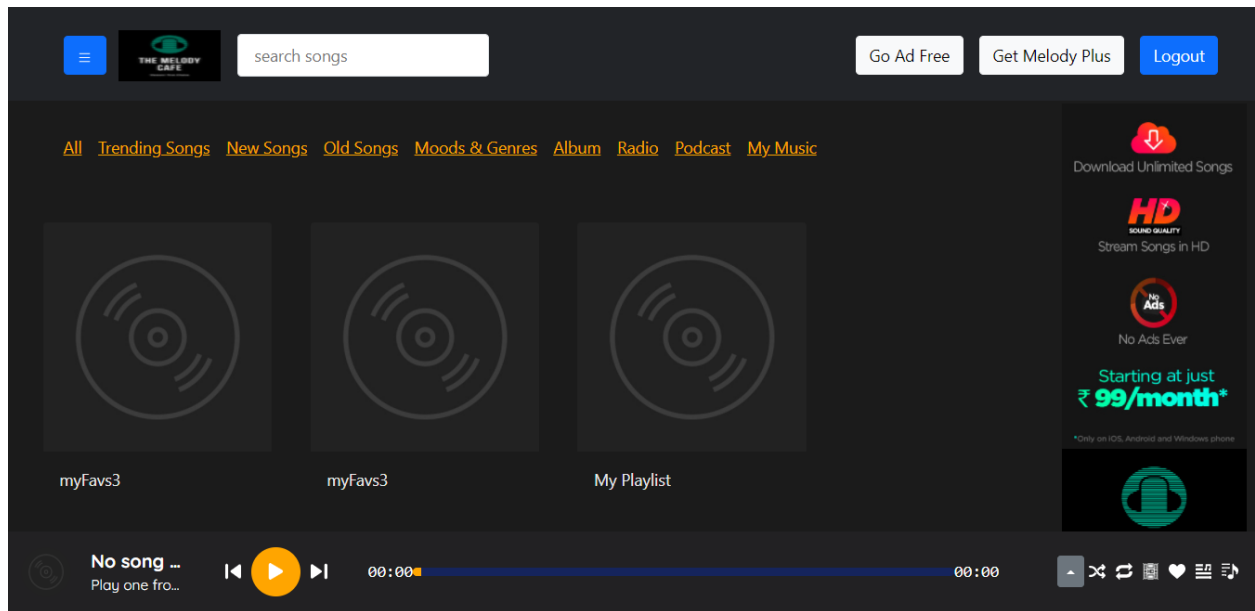 THE MELODY
CAFE
search songs
Go Ad Free
Get Melody Plus
Logout
All Trending Songs New Songs Old Songs Moods & Genres Album Radio Podcast My Music
Download Unlimited Songs
HD
SOUND QUALITY
Stream Songs in HD
No
Ads
No Ads Ever
Starting at just
₹ 99/month*
*Only on IOS, Android and Windows phone
myFavs3
myFavs3
My Playlist
No song ...
Play one fro...
00:00
00:00